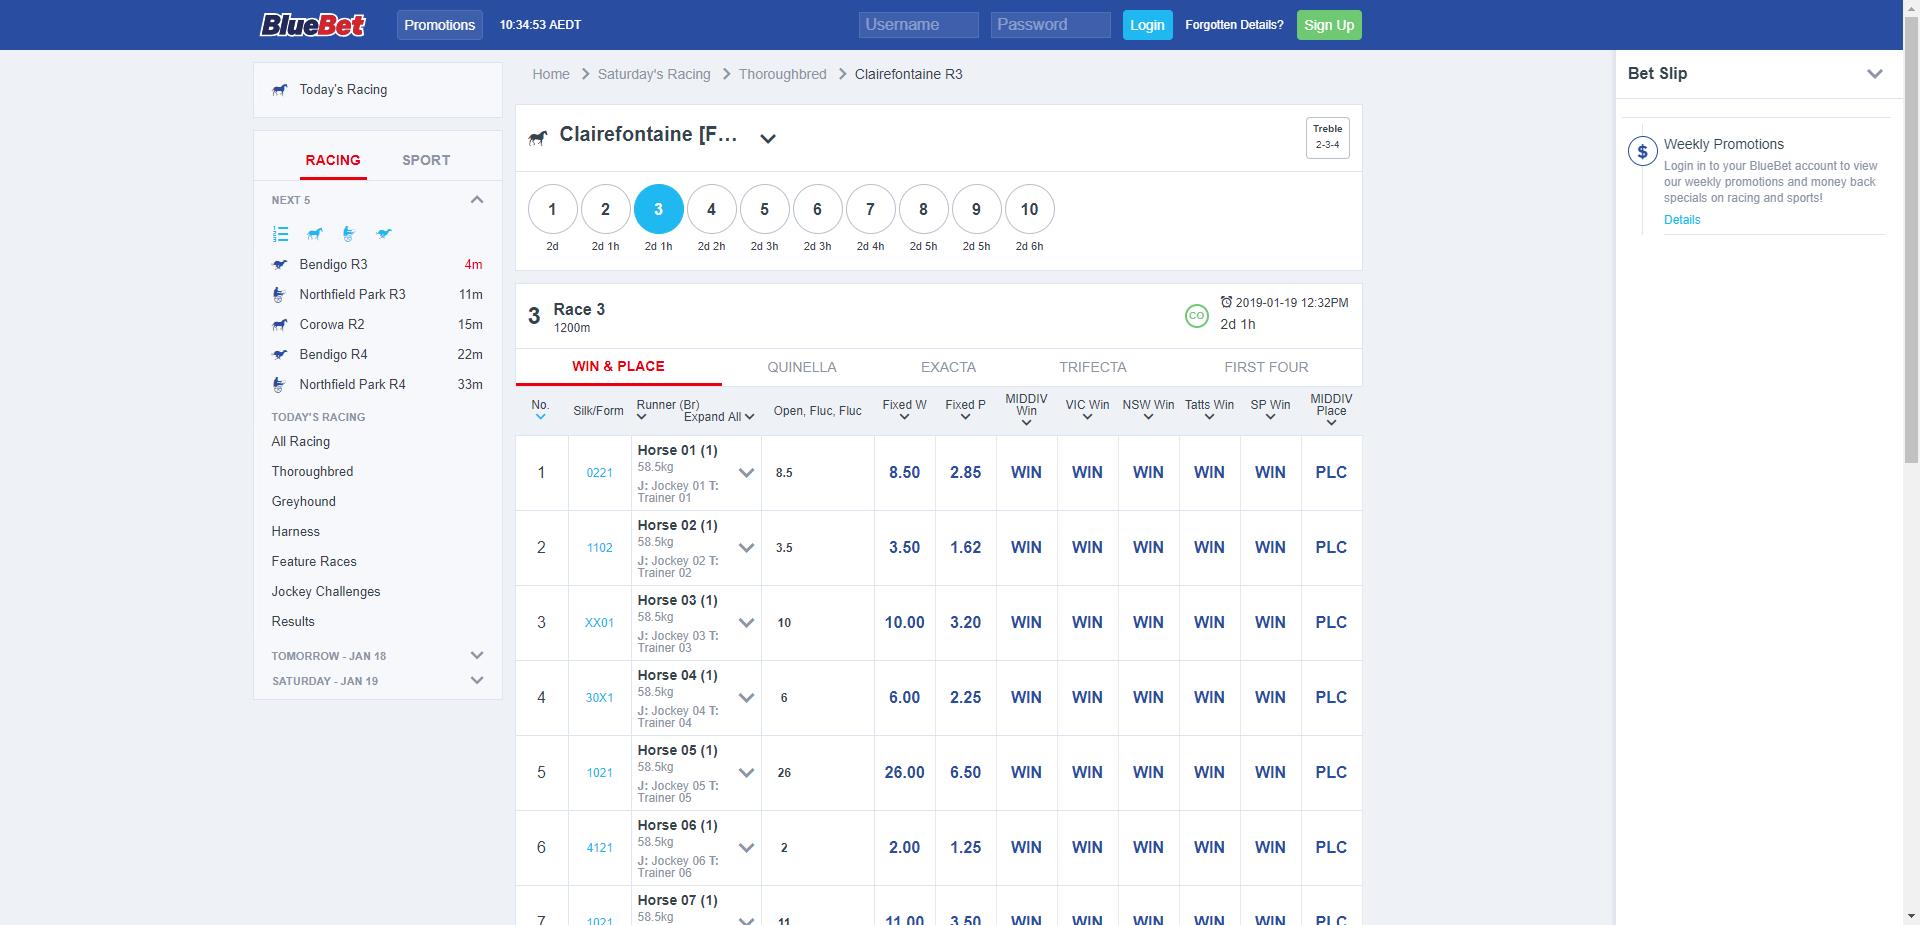 BlueBet
Promotions
10:34:53 AEDT
Username
Password
Login
Forgotten Details?
Sign Up
Today's Racing
RACING
SPORT
NEXT 5
Bendigo R3 4m
Northfield Park R3 11m
Corowa R2 15m
Bendigo R4 22m
Northfield Park R4 33m
TODAY'S RACING
All Racing
Thoroughbred
Greyhound
Harness
Feature Races
Jockey Challenges
Results
TOMORROW - JAN 18
SATURDAY - JAN 19
Home Saturday's Racing Thoroughbred Clairefontaine R3
Clairefontaine [F...
Treble
2-3-4
1 2 3 4 5 6 7 8 9 10
2d 2d 1h 2d 1h 2d 2h 2d 3h 2d 3h 2d 4h 2d 5h 2d 5h 2d 6h
3
Race 3
1200m
CO
2019-01-19 12:32PM
2d 1h
WIN & PLACE QUINELLA EXACTA TRIFECTA FIRST FOUR
No.
Silk/Form
Runner (Br)
Expand All
Open, Fluc, Fluc
Fixed W
Fixed P
MIDDIV
Win
VIC Win
NSW Win
Tatts Win
SP Win
MIDDIV
Place
1 0221
Horse 01 (1)
58.5kg
J: Jockey 01 T:
Trainer 01
8.5 8.50 2.85 WIN WIN WIN WIN WIN PLC
2 1102
Horse 02 (1)
58.5kg
J: Jockey 02 T:
Trainer 02
3.5 3.50 1.62 WIN WIN WIN WIN WIN PLC
3 XX01
Horse 03 (1)
58.5kg
J: Jockey 03 T:
Trainer 03
10 10.00 3.20 WIN WIN WIN WIN WIN PLC
4 30X1
Horse 04 (1)
58.5kg
J: Jockey 04 T:
Trainer 04
6 6.00 2.25 WIN WIN WIN WIN WIN PLC
5 1021
Horse 05 (1)
58.5kg
J: Jockey 05 T:
Trainer 05
26 26.00 6.50 WIN WIN WIN WIN WIN PLC
6 4121
Horse 06 (1)
58.5kg
J: Jockey 06 T:
Trainer 06
2 2.00 1.25 WIN WIN WIN WIN WIN PLC
7 1021
Horse 07 (1)
58.5kg
11 11.00 3.50 WIN WIN WIN WIN WIN PLC
Bet Slip
$
Weekly Promotions
Login in to your BlueBet account to view
our weekly promotions and money back
specials on racing and sports!
Details